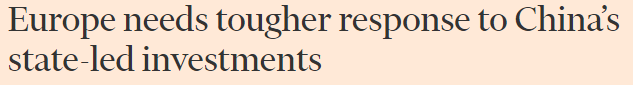 Europe needs tougher response to China’s
state-led investments